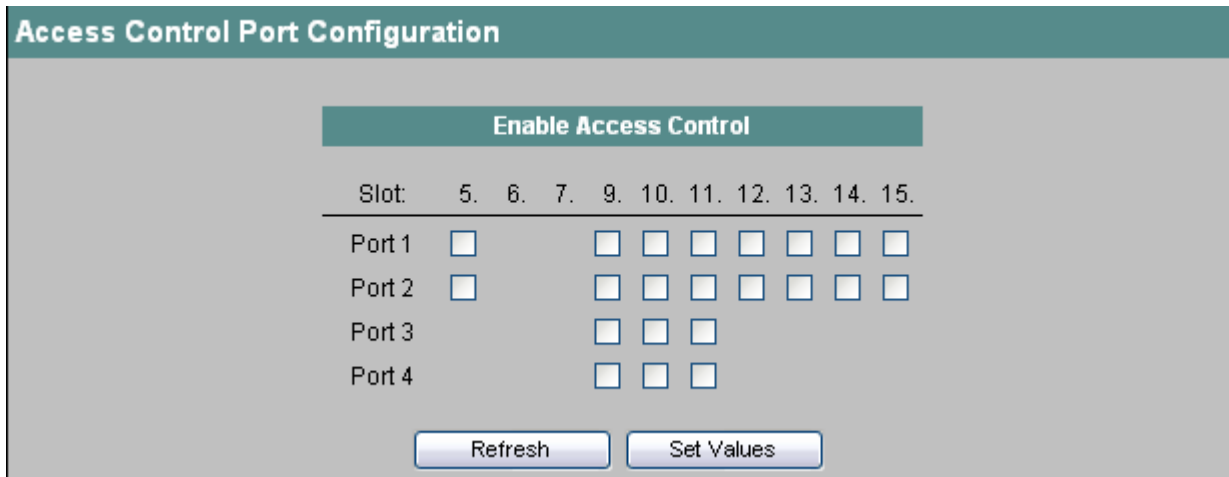 Access Control Port Configuration
Enable Access Control
Slot: 5. 6. 7. 9. 10. 11. 12. 13. 14. 15.
Port 1
Port 2
Port 3
Port 4
Refresh Set Values